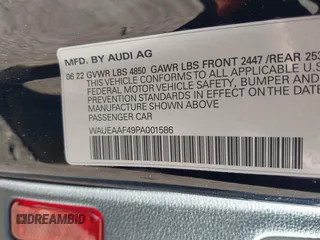 MFD. BY AUDI AG
06 22 GVWR LBS 4850 GAWR LBS FRONT 2447 /REAR 253
THIS VEHICLE CONFORMS TO ALL APPLICABLE U.S.
FEDERAL MOTOR VEHICLE SAFETY, BUMPER AND
THEFT PREVENTION STANDARDS IN EFFECT ON THE DATE
MANUFACTURE SHOWN ABOVE
PASSENGER CAR
WAUEAAF49PA001586
DREAMBID